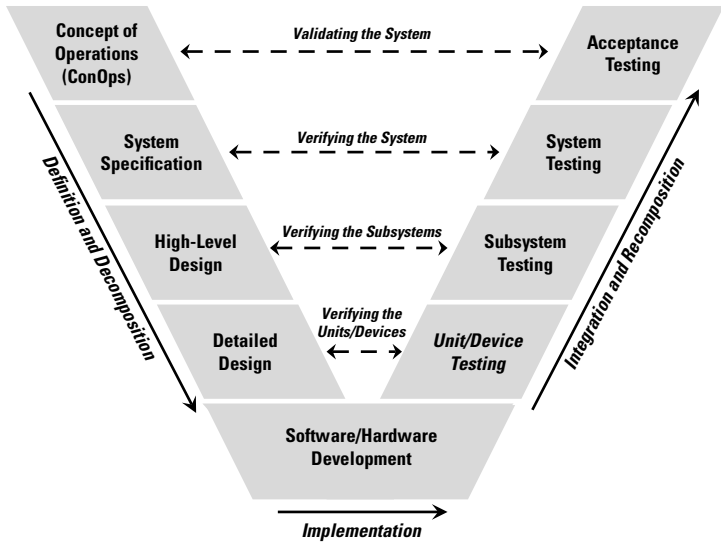 Concept of
Operations
(ConOps)
Validating the System
Acceptance
Testing
System
Specification
Verifying the System
System
Testing
High-Level
Design
Verifying the Subsystems
Subsystem
Testing
Detailed
Design
Verifying the
Units/Devices
Unit/Device
Testing
Software/Hardware
Development
Definition and Decomposition
Implementation
Integration and Recomposition